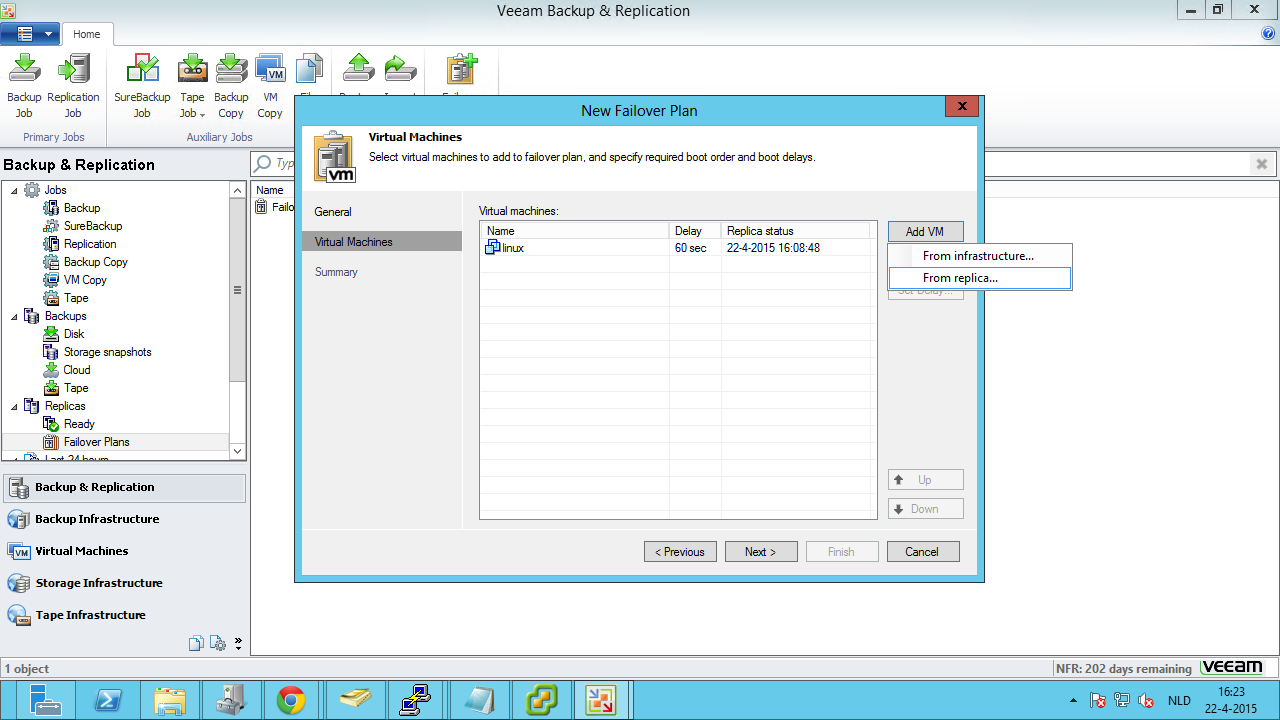 Veeam Backup & Replication
Home
Backup Job
Replication Job
SureBackup Job
Tape Job
Backup Copy
VM Copy
Primary Jobs
Auxiliary Jobs
New Failover Plan
Virtual Machines
Select virtual machines to add to failover plan, and specify required boot order and boot delays.
vm
General
Virtual Machines
Summary
Virtual machines:
Name Delay Replica status
linux 60 sec 22-4-2015 16:08:48
Add VM
From infrastructure...
From replica...
Set Delay...
Up
Down
< Previous
Next >
Finish
Cancel
Backup & Replication
Jobs
Backup
SureBackup
Replication
Backup Copy
VM Copy
Tape
Backups
Disk
Storage snapshots
Cloud
Tape
Replicas
Ready
Failover Plans
Last 24 hours
Name
Failo
Backup & Replication
Backup Infrastructure
VM
Virtual Machines
Storage Infrastructure
Tape Infrastructure
1 object
NFR: 202 days remaining
veeam
NLD
16:23
22-4-2015